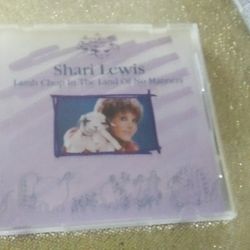 Shari Lewis
Lamb Chop In The Land Of No Manners